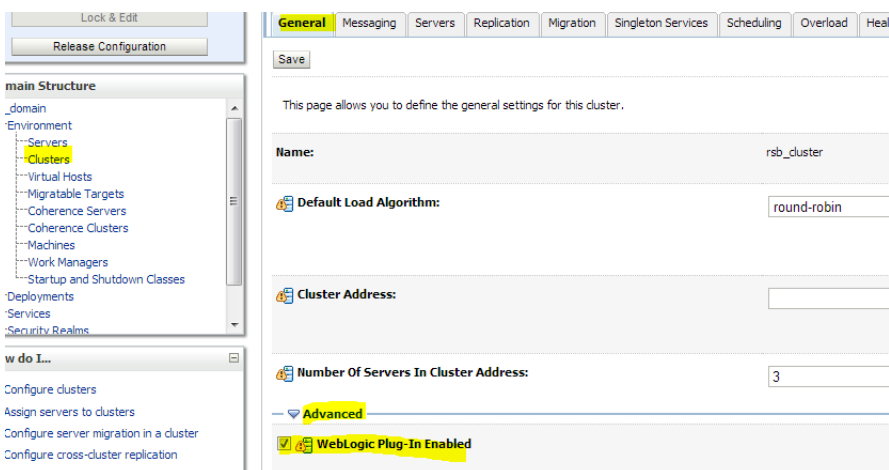 Lock & Edit
Release Configuration
main Structure
_domain
Environment
Servers
Clusters
Virtual Hosts
Migratable Targets
Coherence Servers
Coherence Clusters
Machines
Work Managers
Startup and Shutdown Classes
Deployments
Services
Security Realms
w do I...
Configure clusters
Assign servers to clusters
Configure server migration in a cluster
Configure cross-cluster replication
General Messaging Servers Replication Migration Singleton Services Scheduling Overload Heal
Save
This page allows you to define the general settings for this cluster.
Name: rsb_cluster
Default Load Algorithm: round-robin
Cluster Address:
Number Of Servers In Cluster Address: 3
Advanced
WebLogic Plug-In Enabled